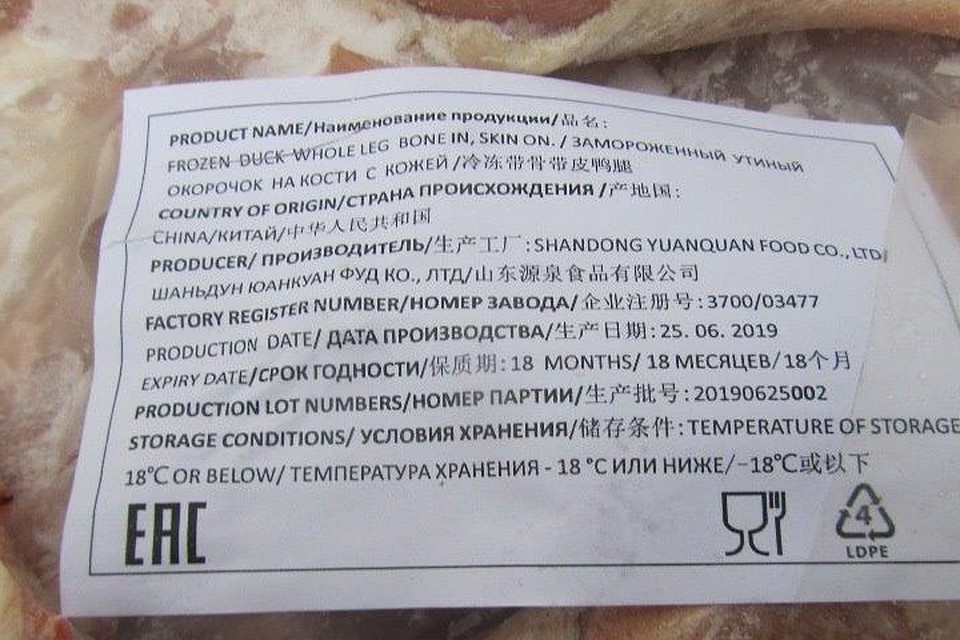 PRODUCT NAME/Наименование продукции/品名:
FROZEN DUCK WHOLE LEG BONE IN, SKIN ON. / ЗАМОРОЖЕННЫЙ УТИНЫЙ
ОКОРОЧОК НА КОСТИ С КОЖЕЙ/冷冻带骨带皮鸭腿
COUNTRY OF ORIGIN/СТРАНА ПРОИСХОЖДЕНИЯ /产地国:
CHINA/КИТАЙ/中华人民共和国
PRODUCER/ ПРОИЗВОДИТЕЛЬ/生产工厂:SHANDONG YUANQUAN FOOD CO., LTD/
ШАНЬДУН ЮАНКУАН ФУД КО., ЛТД/山东源泉食品有限公司
FACTORY REGISTER NUMBER/НОМЕР ЗАВОДА/企业注册号:3700/03477
PRODUCTION DATE/ ДАТА ПРОИЗВОДСТВА/生产日期:25. 06. 2019
EXPIRY DATE/СРОК ГОДНОСТИ/保质期:18 MONTHS/ 18 МЕСЯЦЕВ/18个月
PRODUCTION LOT NUMBERS/НОМЕР ПАРТИИ/生产批号:20190625002
STORAGE CONDITIONS/ УСЛОВИЯ ХРАНЕНИЯ/储存条件:TEMPERATURE OF STORAGE
18℃ OR BELOW/ ТЕМПЕРАТУРА ХРАНЕНИЯ - 18 °C ИЛИ НИЖЕ/-18℃或以下
EAC
4
LDPE